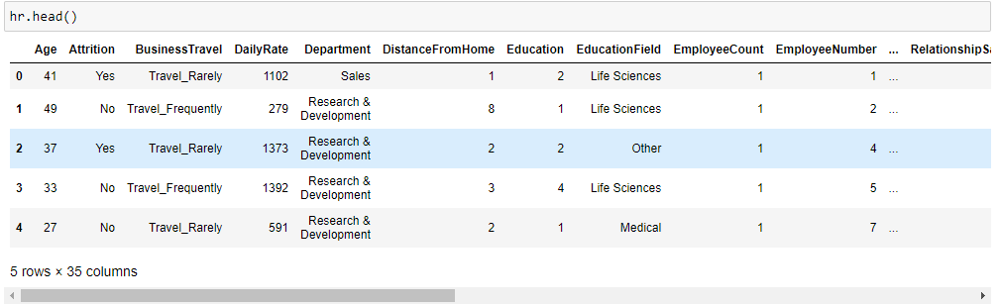 hr.head()
Age Attrition BusinessTravel DailyRate Department DistanceFromHome Education EducationField EmployeeCount EmployeeNumber ... RelationshipSa
0 41 Yes Travel_Rarely 1102 Sales 1 2 Life Sciences 1 1 ...
1 49 No Travel_Frequently 279 Research & Development 8 1 Life Sciences 1 2 ...
2 37 Yes Travel_Rarely 1373 Research & Development 2 2 Other 1 4 ...
3 33 No Travel_Frequently 1392 Research & Development 3 4 Life Sciences 1 5 ...
4 27 No Travel_Rarely 591 Research & Development 2 1 Medical 1 7 ...
5 rows × 35 columns